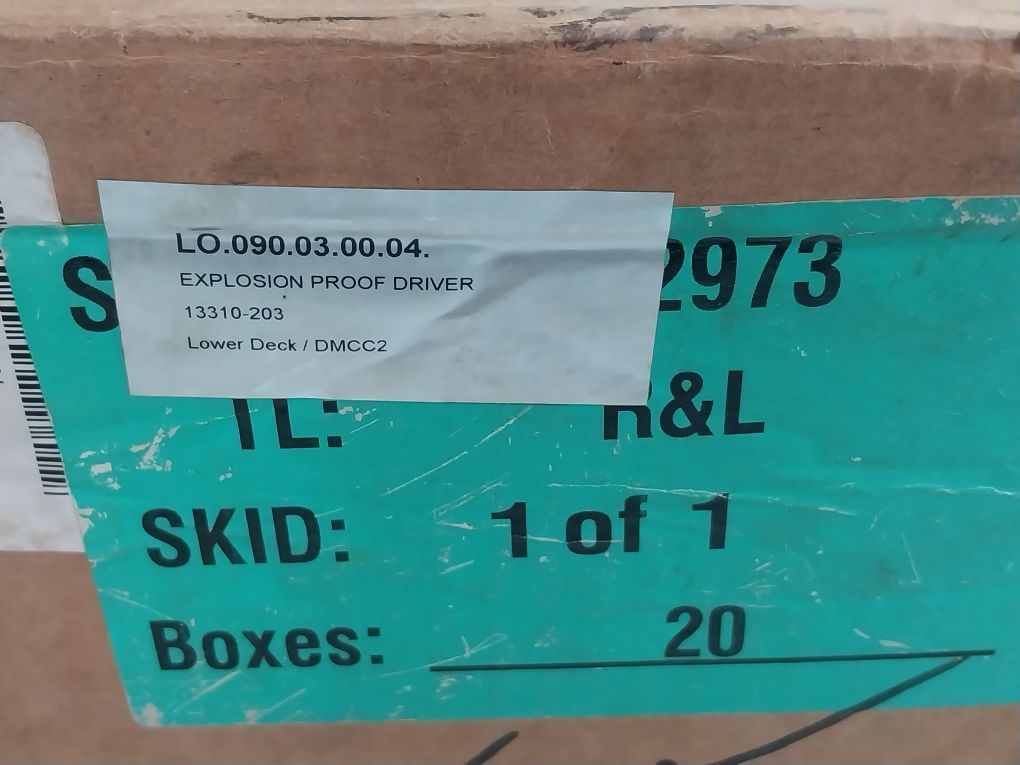 LO.090.03.00.04.
EXPLOSION PROOF DRIVER
13310-203
Lower Deck / DMCC2
S 2973
TL: R&L
SKID: 1 of 1
Boxes: 20